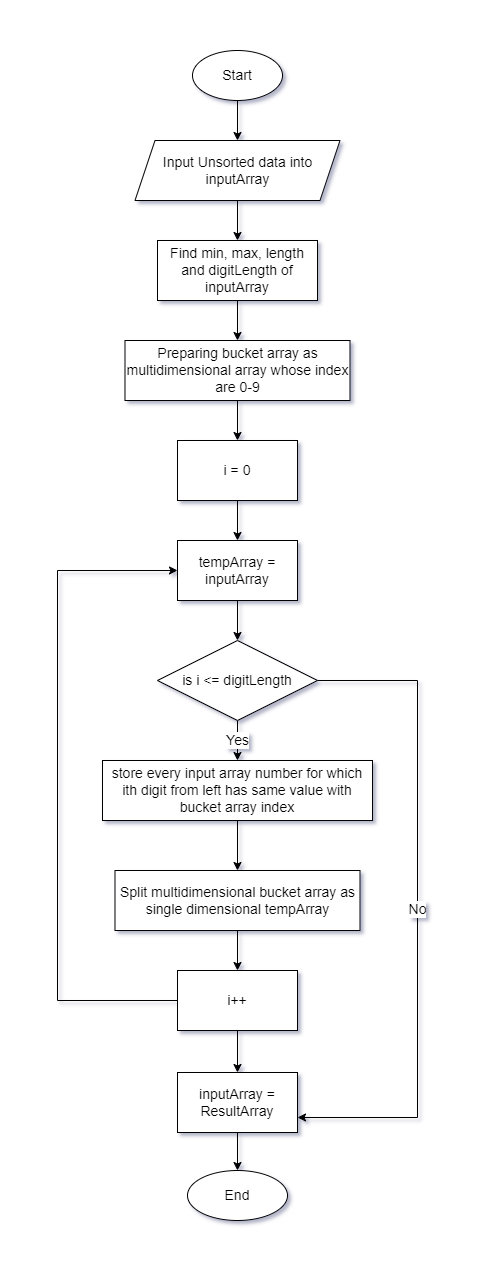 Start
Input Unsorted data into
inputArray
Find min, max, length
and digitLength of
inputArray
Preparing bucket array as
multidimensional array whose index
are 0-9
i = 0
tempArray =
inputArray
is i <= digitLength
Yes
store every input array number for which
ith digit from left has same value with
bucket array index
Split multidimensional bucket array as
single dimensional tempArray
No
i++
inputArray =
ResultArray
End